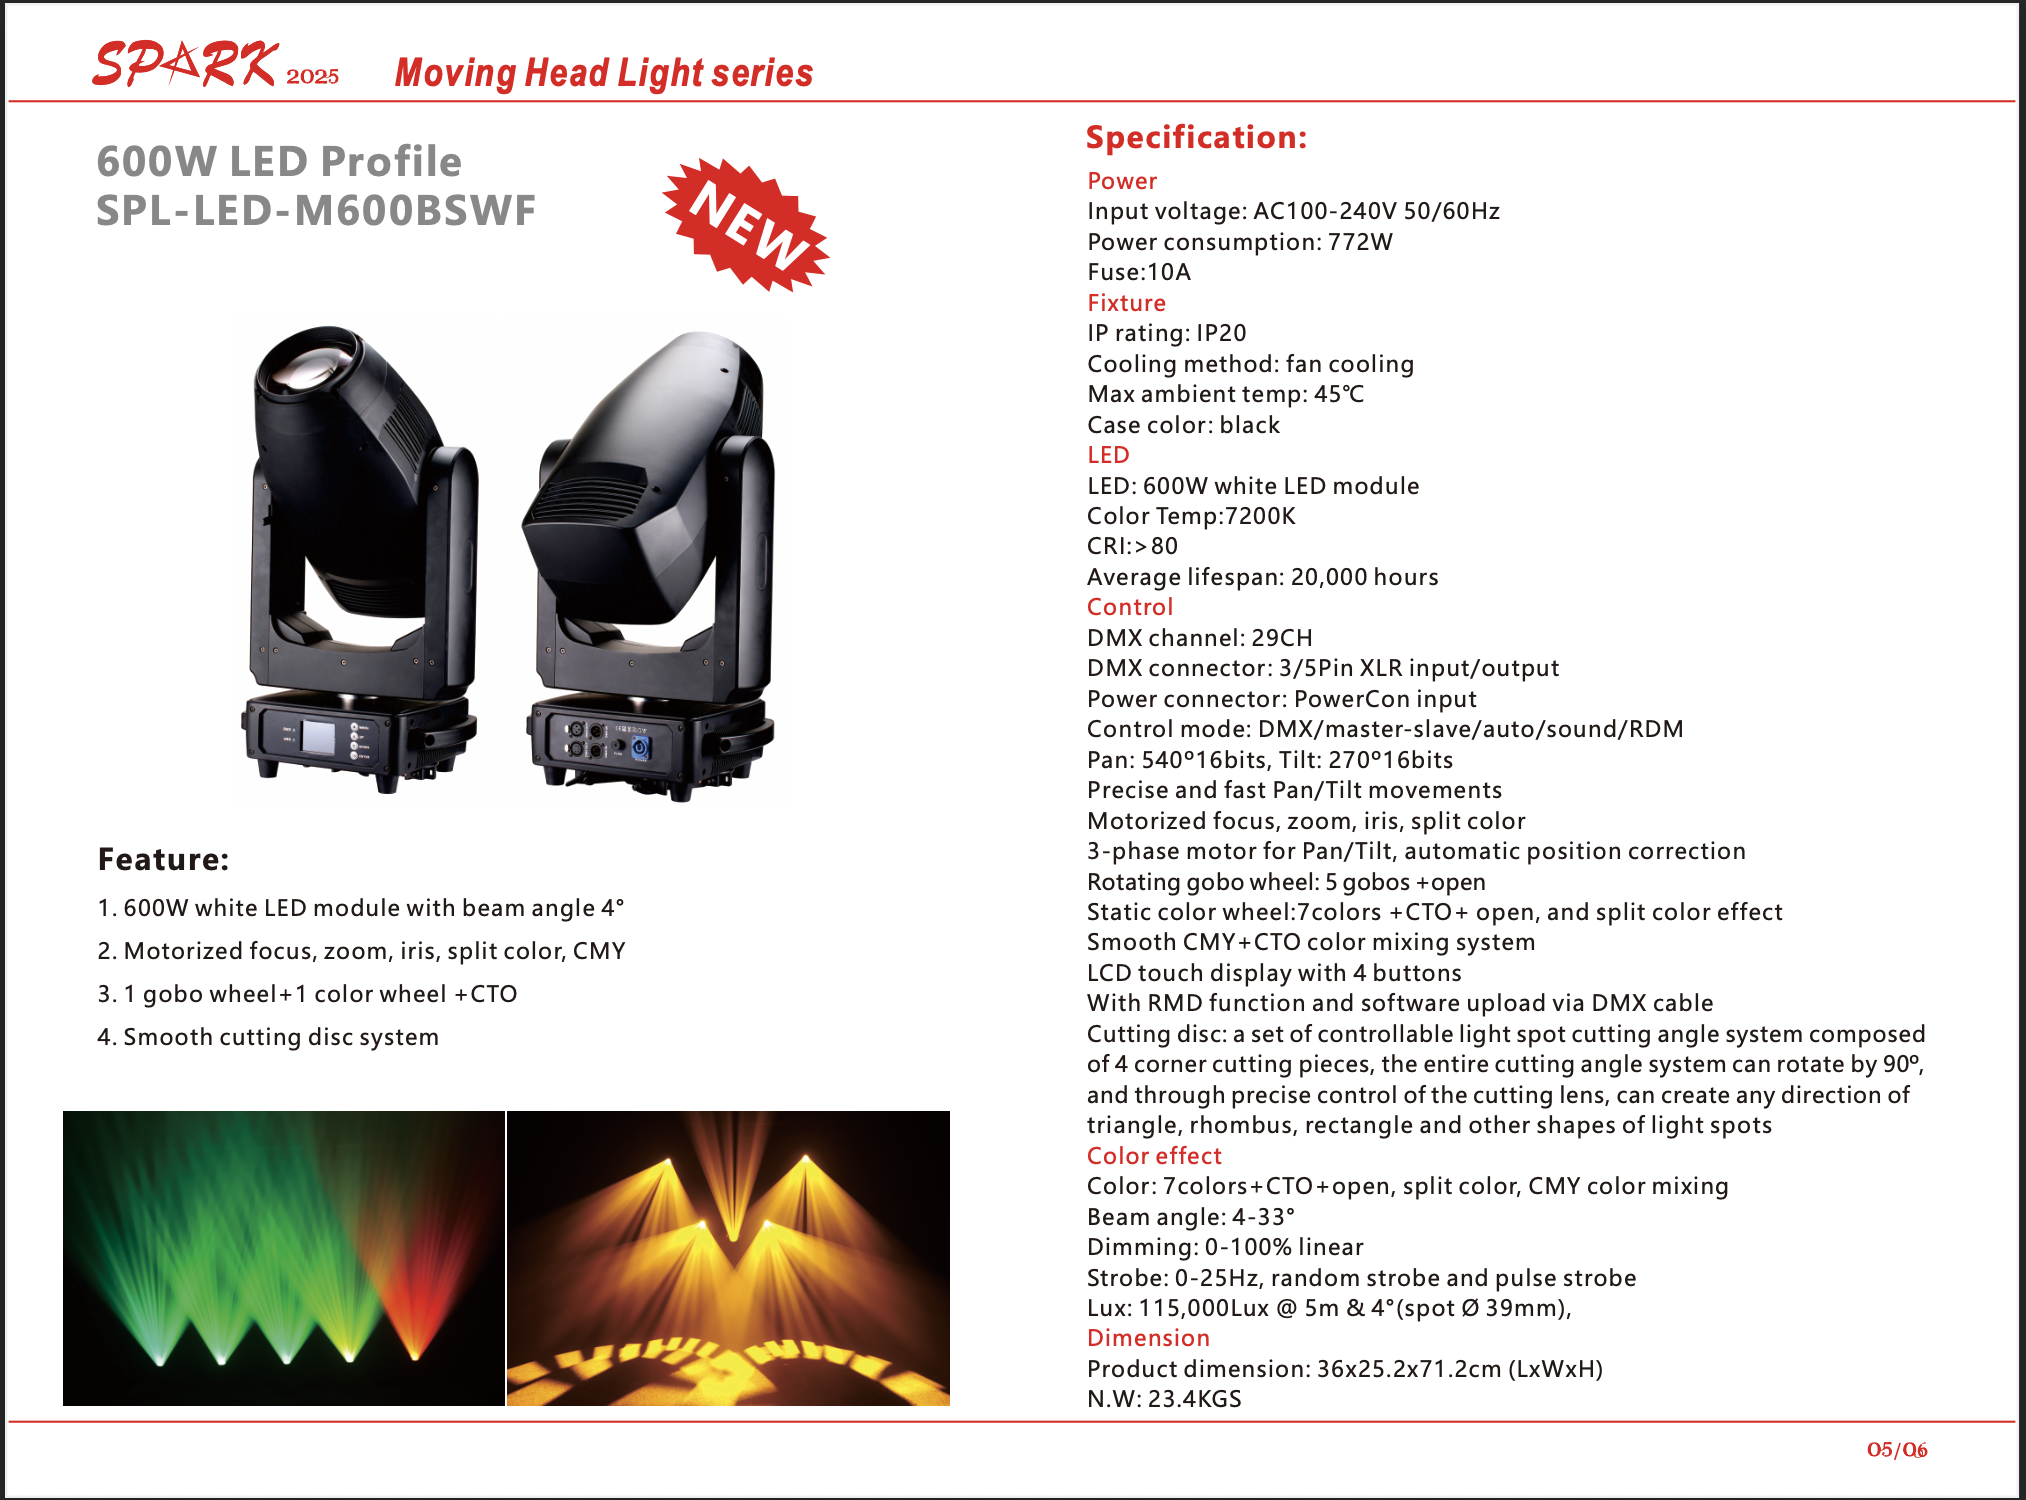 SPARK 2025
Moving Head Light series
600W LED Profile
SPL-LED-M600BSWF
NEW
Feature:
1. 600W white LED module with beam angle 4°
2. Motorized focus, zoom, iris, split color, CMY
3. 1 gobo wheel+1 color wheel +CTO
4. Smooth cutting disc system
Specification:
Power
Input voltage: AC100-240V 50/60Hz
Power consumption: 772W
Fuse:10A
Fixture
IP rating: IP20
Cooling method: fan cooling
Max ambient temp: 45℃
Case color: black
LED
LED: 600W white LED module
Color Temp:7200K
CRI:>80
Average lifespan: 20,000 hours
Control
DMX channel: 29CH
DMX connector: 3/5Pin XLR input/output
Power connector: PowerCon input
Control mode: DMX/master-slave/auto/sound/RDM
Pan: 540º16bits, Tilt: 270º16bits
Precise and fast Pan/Tilt movements
Motorized focus, zoom, iris, split color
3-phase motor for Pan/Tilt, automatic position correction
Rotating gobo wheel: 5 gobos +open
Static color wheel:7colors +CTO+ open, and split color effect
Smooth CMY+CTO color mixing system
LCD touch display with 4 buttons
With RMD function and software upload via DMX cable
Cutting disc: a set of controllable light spot cutting angle system composed
of 4 corner cutting pieces, the entire cutting angle system can rotate by 90º,
and through precise control of the cutting lens, can create any direction of
triangle, rhombus, rectangle and other shapes of light spots
Color effect
Color: 7colors+CTO+open, split color, CMY color mixing
Beam angle: 4-33°
Dimming: 0-100% linear
Strobe: 0-25Hz, random strobe and pulse strobe
Lux: 115,000Lux @ 5m & 4°(spot Ø 39mm),
Dimension
Product dimension: 36x25.2x71.2cm (LxWxH)
N.W: 23.4KGS
05/06